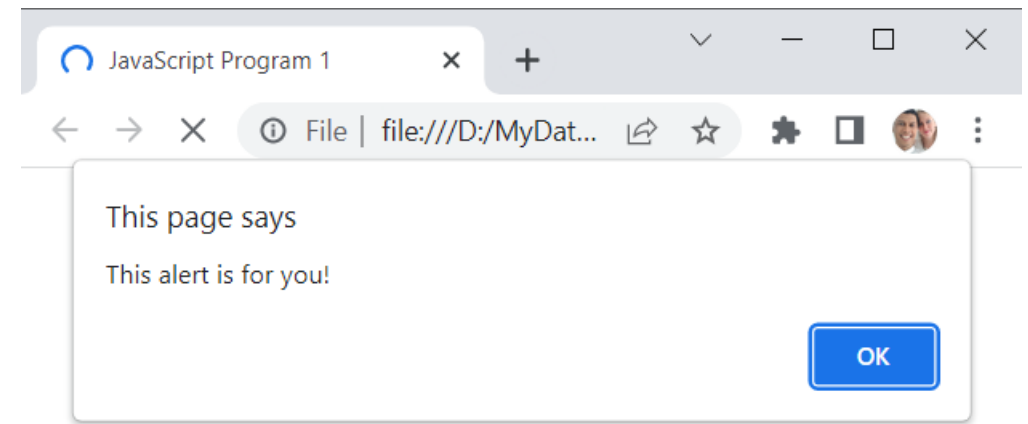 JavaScript Program 1
File | file:///D:/MyDat...
This page says
This alert is for you!
OK